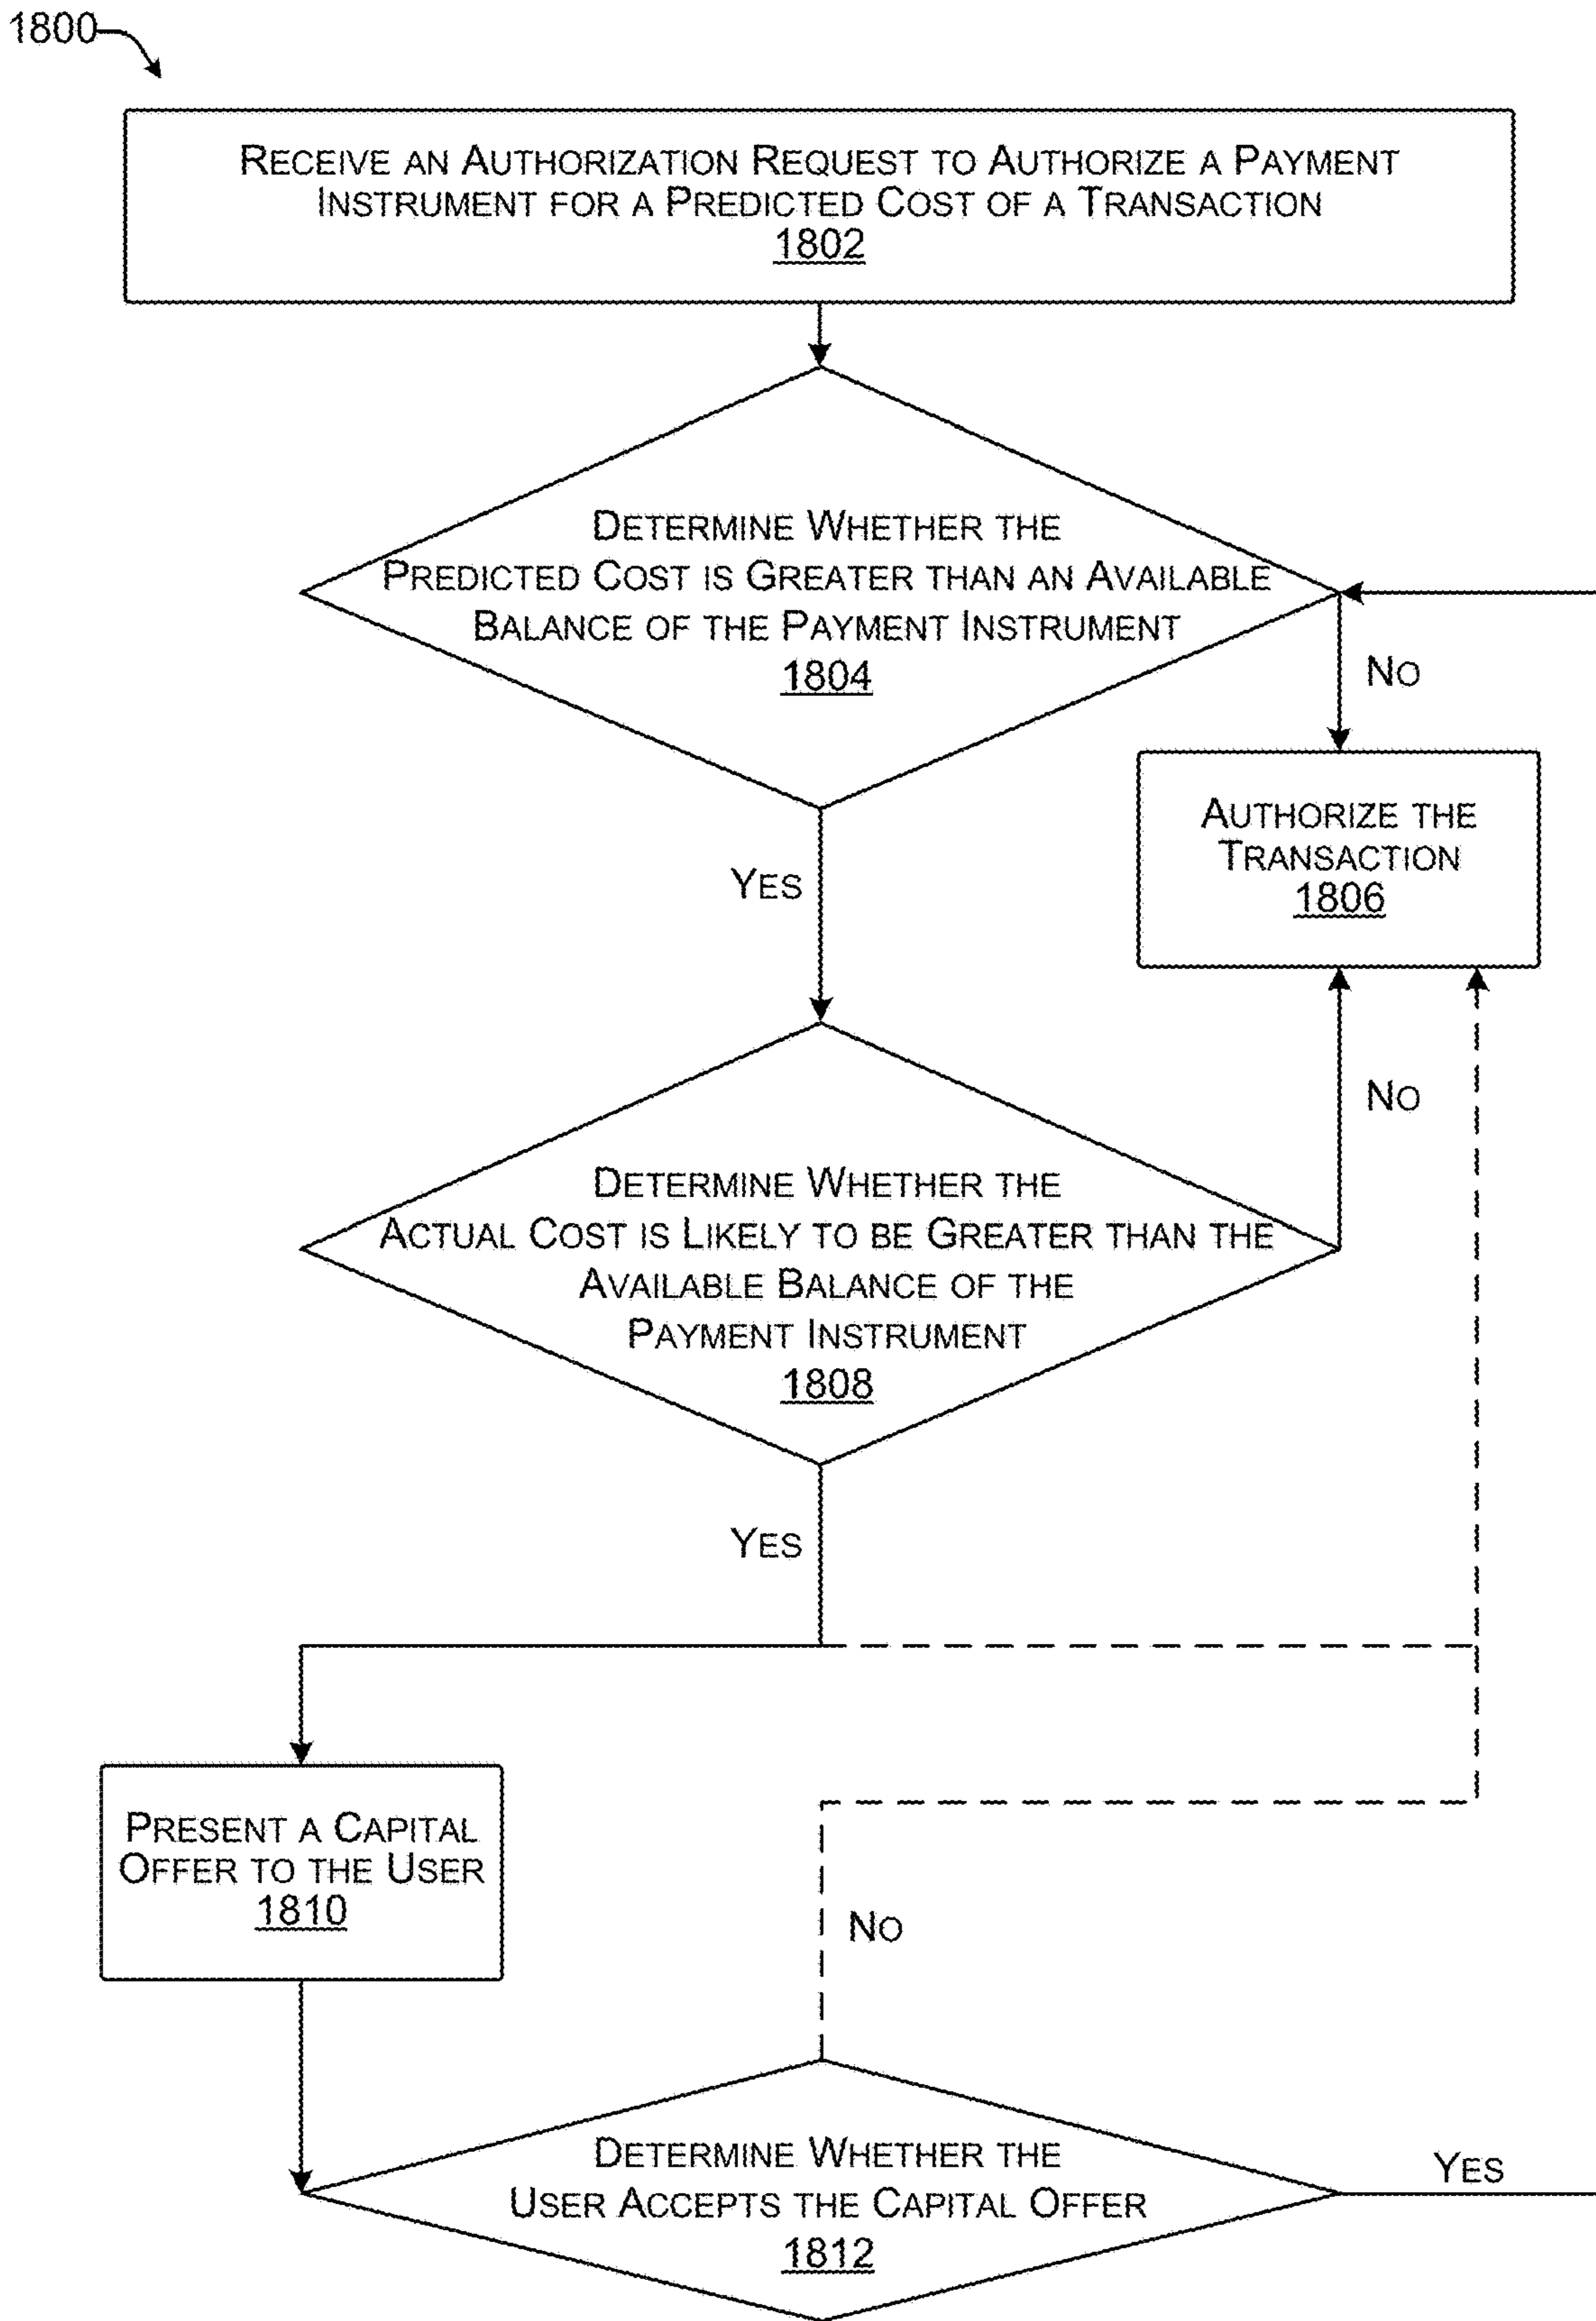 1800
RECEIVE AN AUTHORIZATION REQUEST TO AUTHORIZE A PAYMENT
INSTRUMENT FOR A PREDICTED COST OF A TRANSACTION
1802
DETERMINE WHETHER THE
PREDICTED COST IS GREATER THAN AN AVAILABLE
BALANCE OF THE PAYMENT INSTRUMENT
1804
NO
AUTHORIZE THE
TRANSACTION
1806
YES
NO
DETERMINE WHETHER THE
ACTUAL COST IS LIKELY TO BE GREATER THAN THE
AVAILABLE BALANCE OF THE
PAYMENT INSTRUMENT
1808
YES
PRESENT A CAPITAL
OFFER TO THE USER
1810
NO
DETERMINE WHETHER THE
USER ACCEPTS THE CAPITAL OFFER
1812
YES